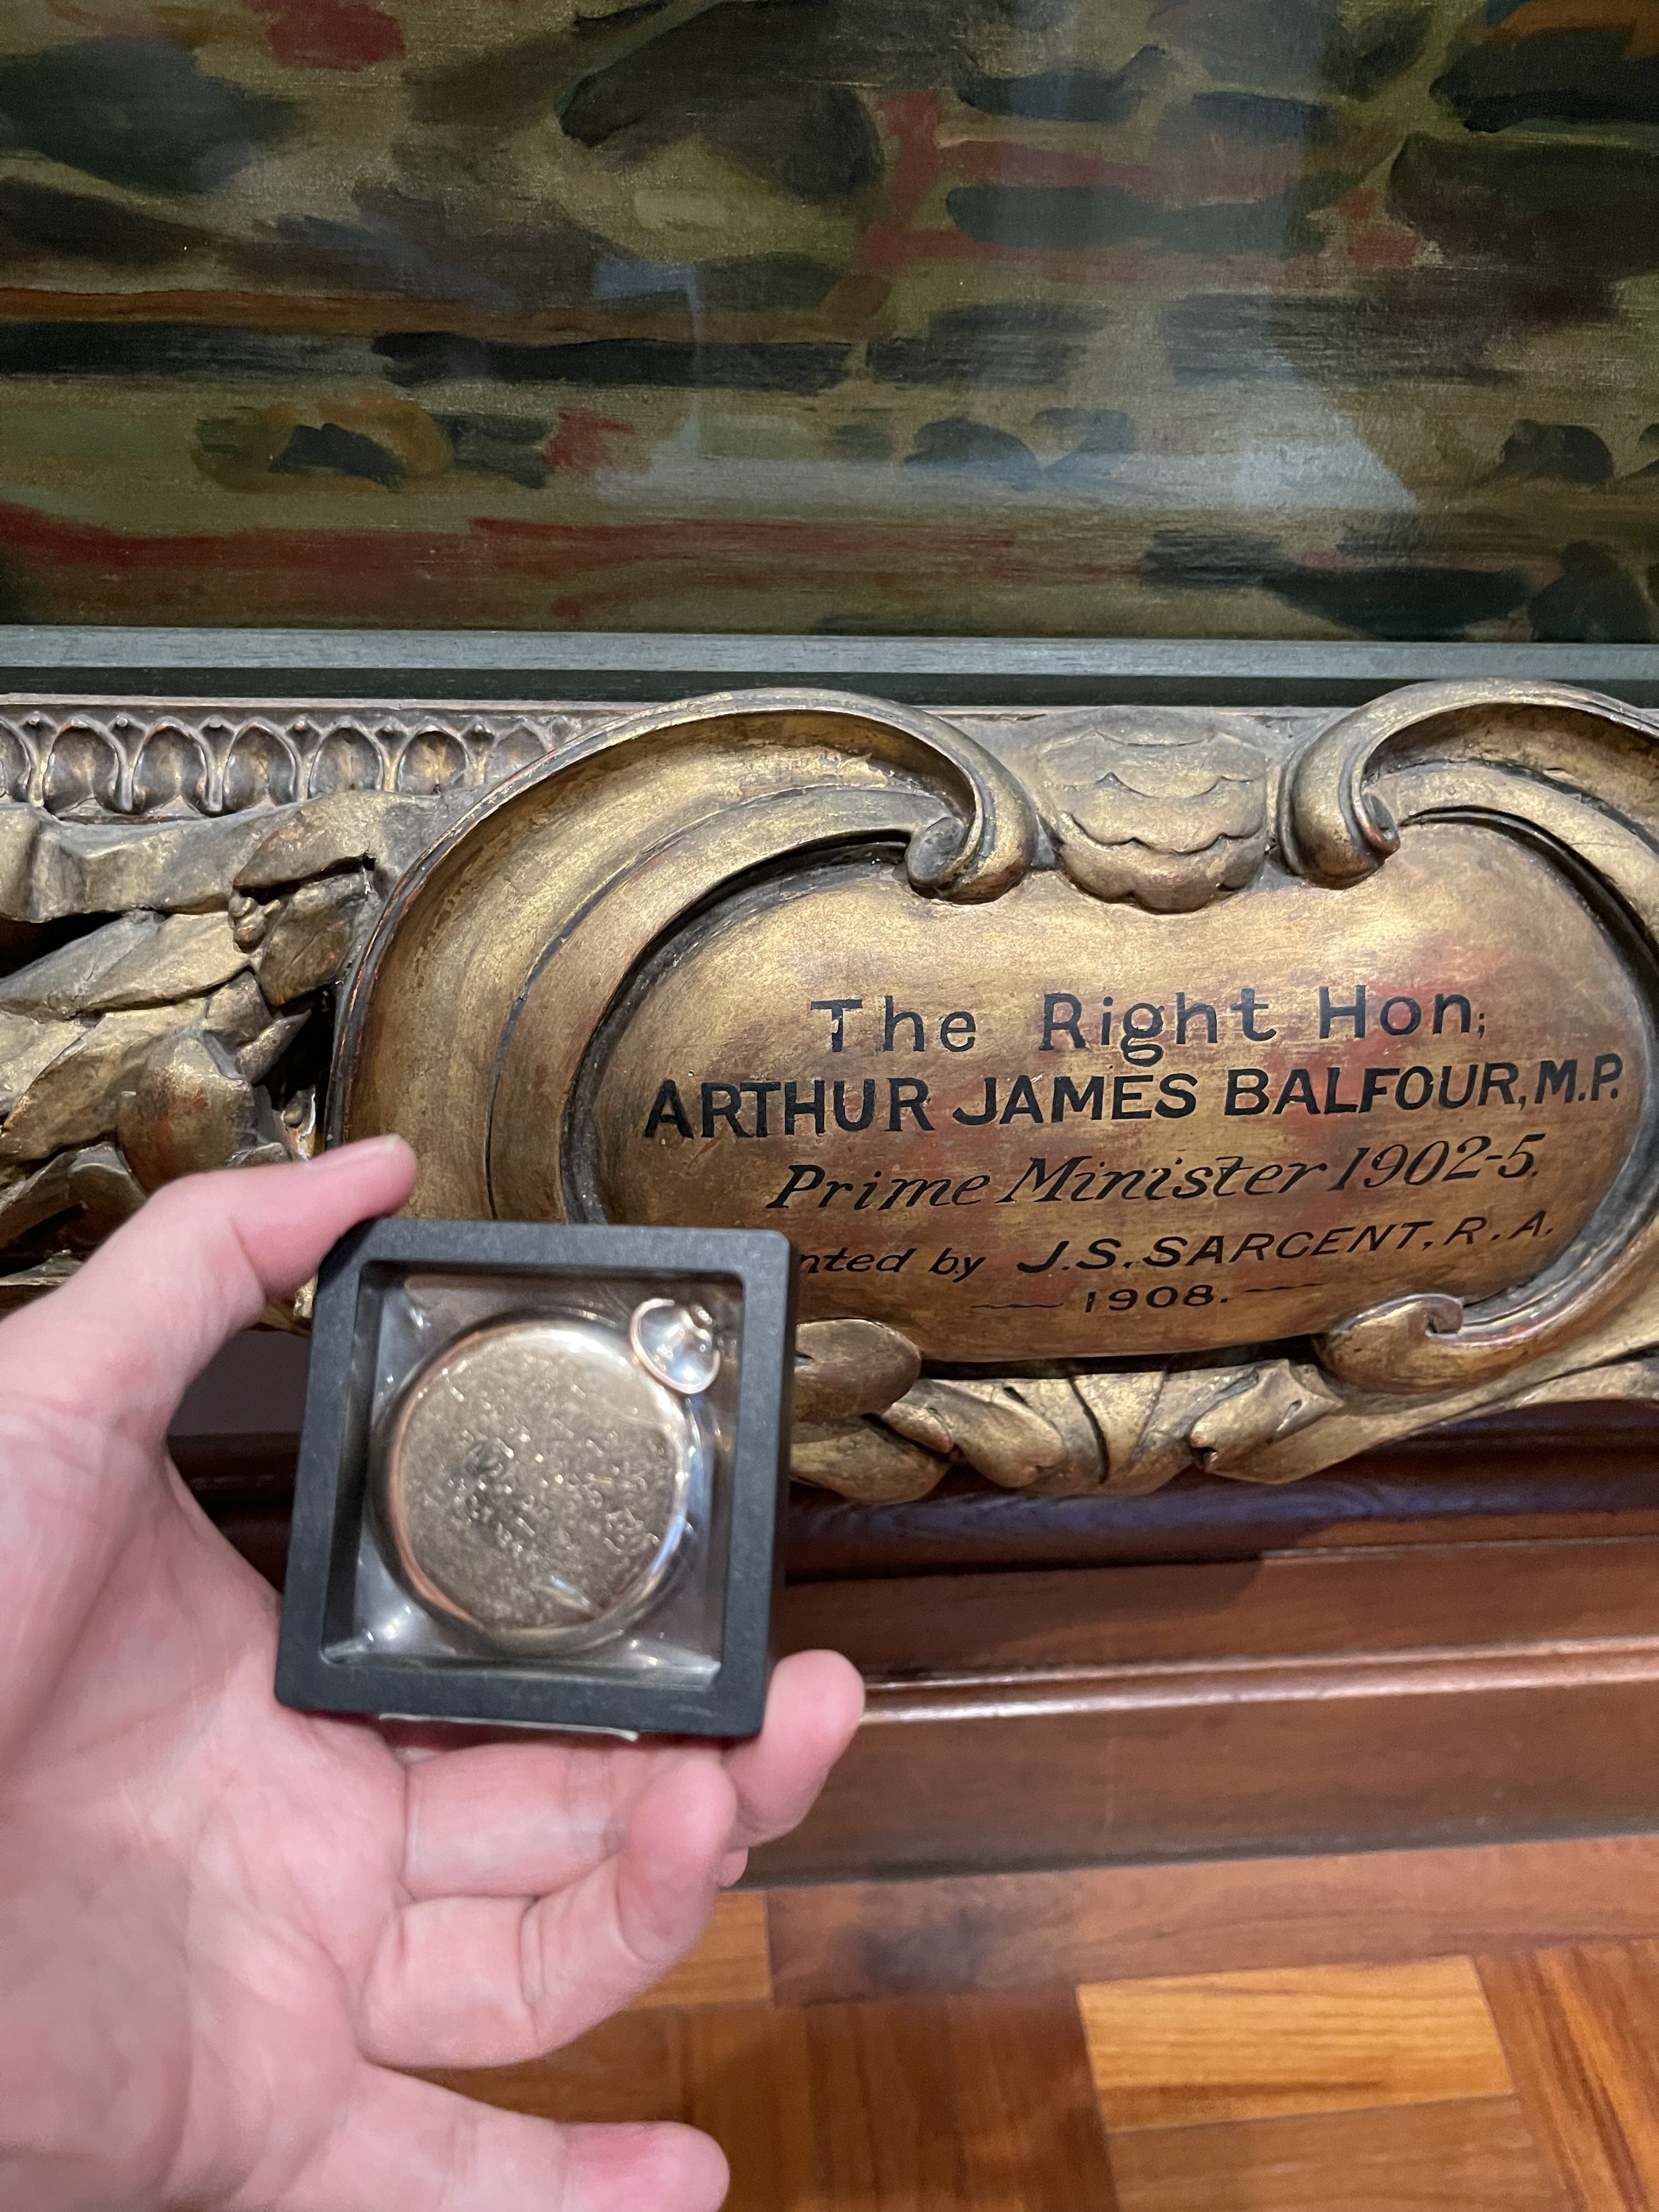 The Right Hon;
ARTHUR JAMES BALFOUR, M.P.
Prime Minister 1902-5.
nted by J.S. SARGENT, R.A.
1908.